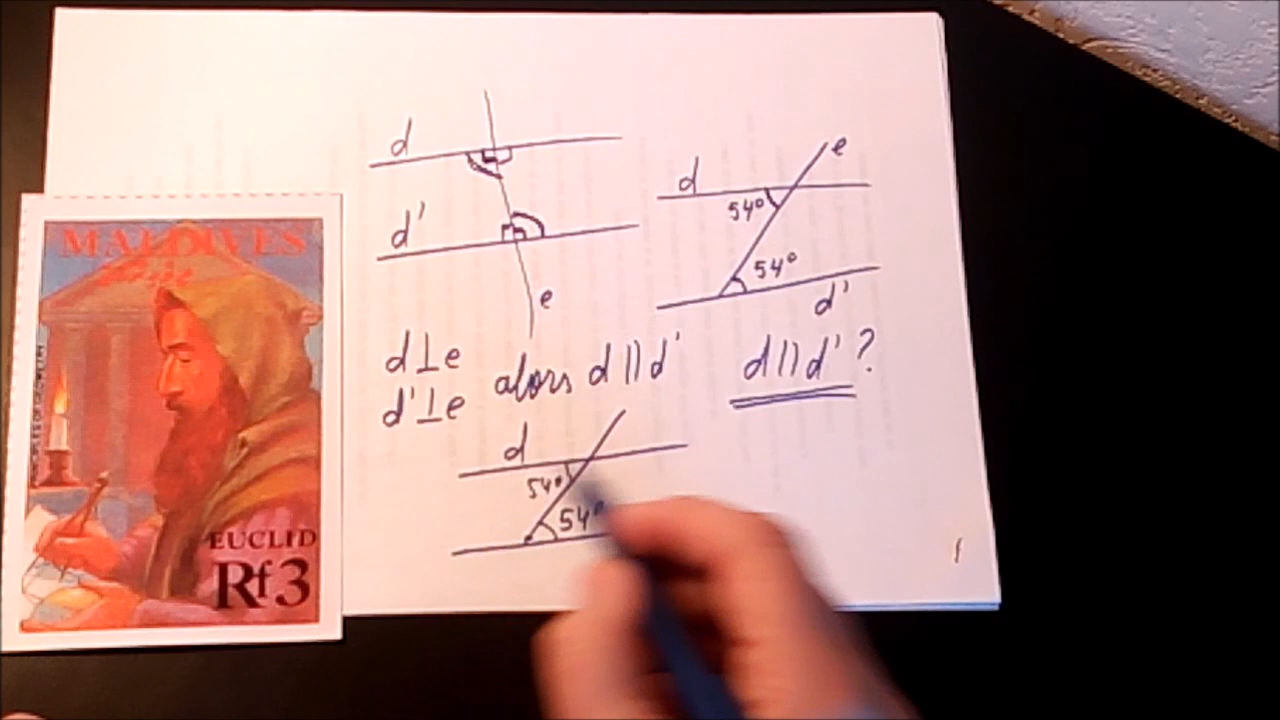 MALDIVES
EUCLID
Rf3
d
d'
e
d⊥e
d'⊥e
alors d // d'
d
e
54°
54°
d'
d // d' ?
d
54°
54°